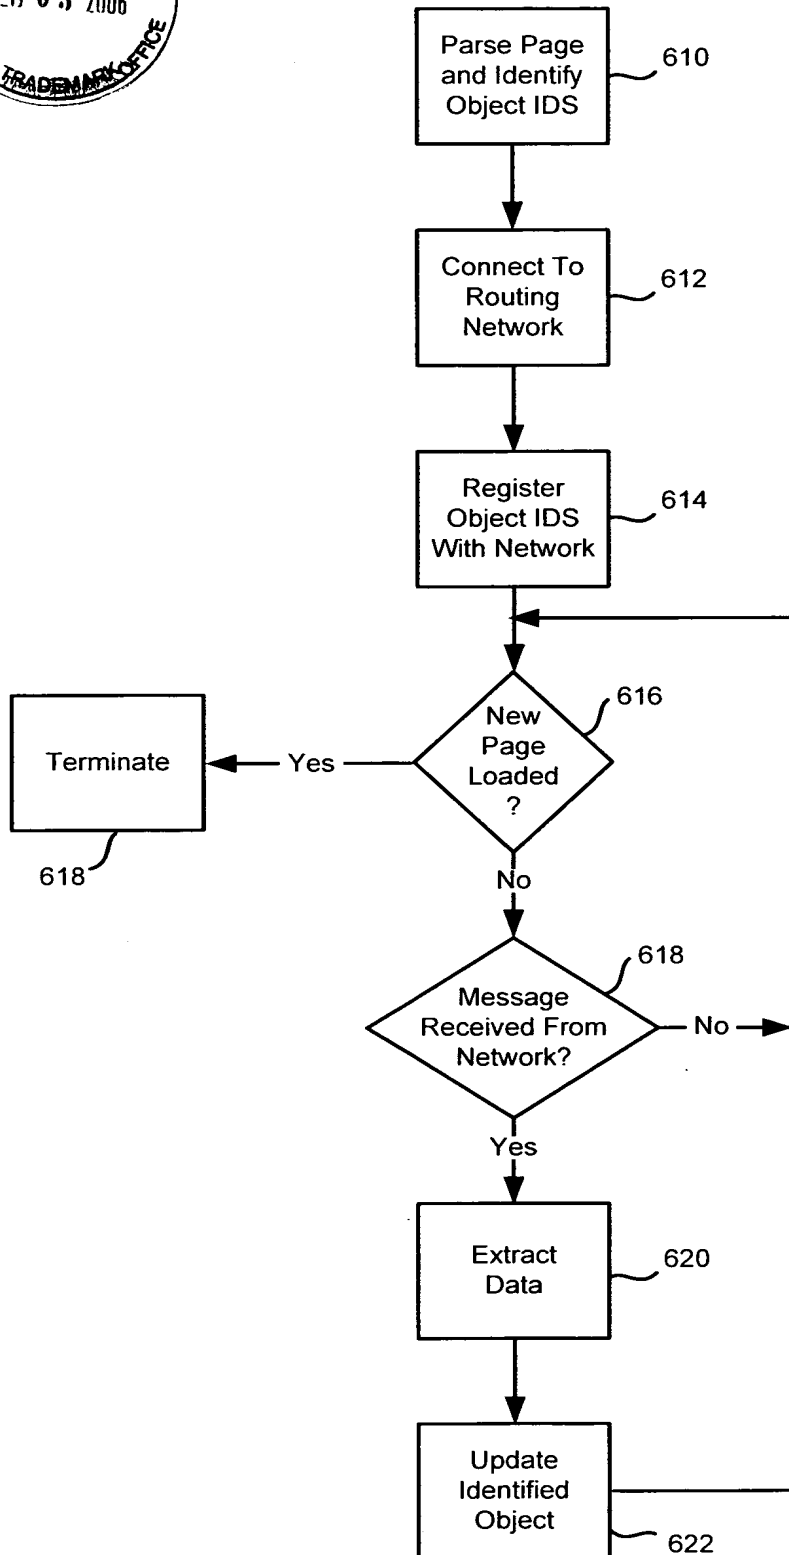 2006
TRADEMARK OFFICE
Parse Page
and Identify
Object IDS
610
Connect To
Routing
Network
612
Register
Object IDS
With Network
614
New
Page
Loaded
?
616
Yes
Terminate
618
No
Message
Received From
Network?
618
No
Yes
Extract
Data
620
Update
Identified
Object
622